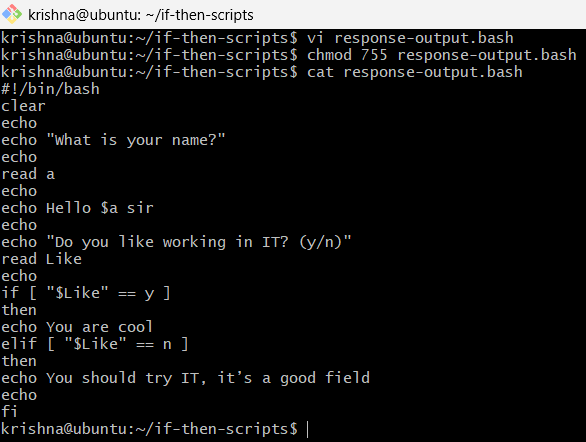 krishna@ubuntu: ~/if-then-scripts
krishna@ubuntu:~/if-then-scripts$ vi response-output.bash
krishna@ubuntu:~/if-then-scripts$ chmod 755 response-output.bash
krishna@ubuntu:~/if-then-scripts$ cat response-output.bash
#!/bin/bash
clear
echo
echo "What is your name?"
echo
read a
echo
echo Hello $a sir
echo
echo "Do you like working in IT? (y/n)"
read Like
echo
if [ "$Like" == y ]
then
echo You are cool
elif [ "$Like" == n ]
then
echo You should try IT, it’s a good field
echo
fi
krishna@ubuntu:~/if-then-scripts$